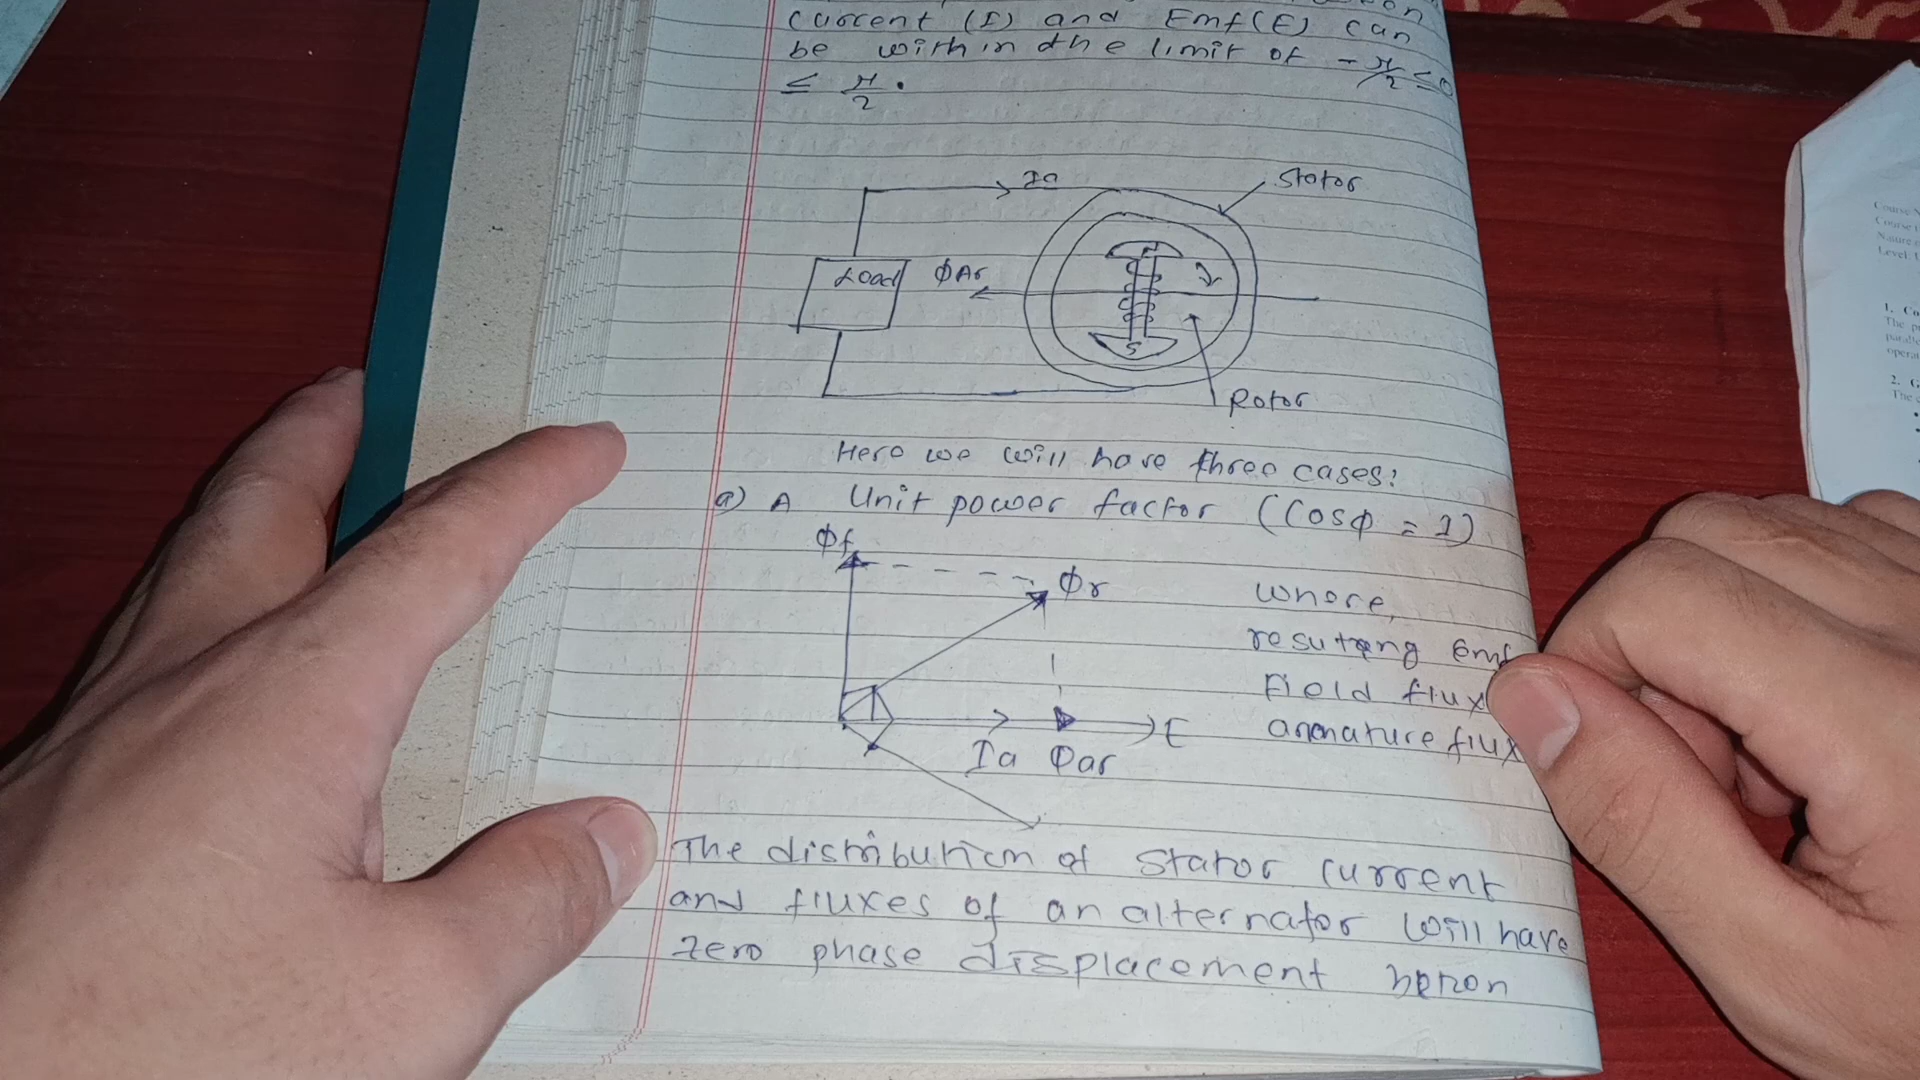 current (I) and Emf(E) can
be within the limit of - π/2 ≤ θ
≤ π/2 .
Ia
Stator
Load
ΦAr
N
S
Rotor
Here we will have three cases:
a) A Unit power factor (Cosφ = 1)
Φf
Φr
where,
Emf
Field flux
flux
E
Ia Φar
The distribution of Stator current
and fluxes of an alternator will have
zero phase displacement